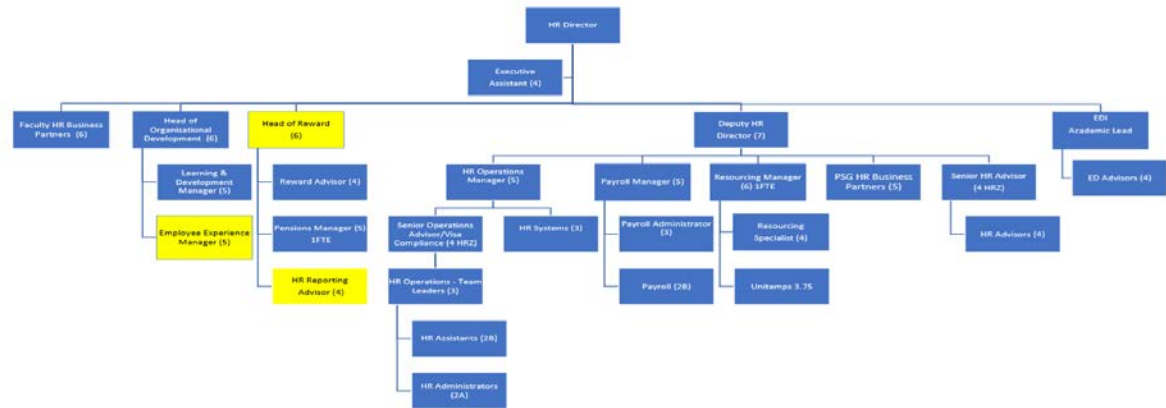 HR Director
Executive
Assistant (4)
Faculty HR Business
Partners (6)
Head of
Organisational
Development (6)
Head of Reward
(6)
Deputy HR
Director (7)
EDI
Academic Lead
Learning &
Development
Manager (5)
Reward Advisor (4)
HR Operations
Manager (5)
Payroll Manager (5)
Resourcing Manager
(6) 1FTE
PSG HR Business
Partners (5)
Senior HR Advisor
(4 HRZ)
ED Advisors (4)
Employee Experience
Manager (5)
Pensions Manager (5)
1FTE
Senior Operations
Advisor/Visa
Compliance (4 HRZ)
HR Systems (3)
Payroll Administrator
(3)
Resourcing
Specialist (4)
HR Advisors (4)
HR Reporting
Advisor (4)
HR Operations - Team
Leaders (3)
Payroll (2B)
Unitemps 3.75
HR Assistants (2B)
HR Administrators
(2A)